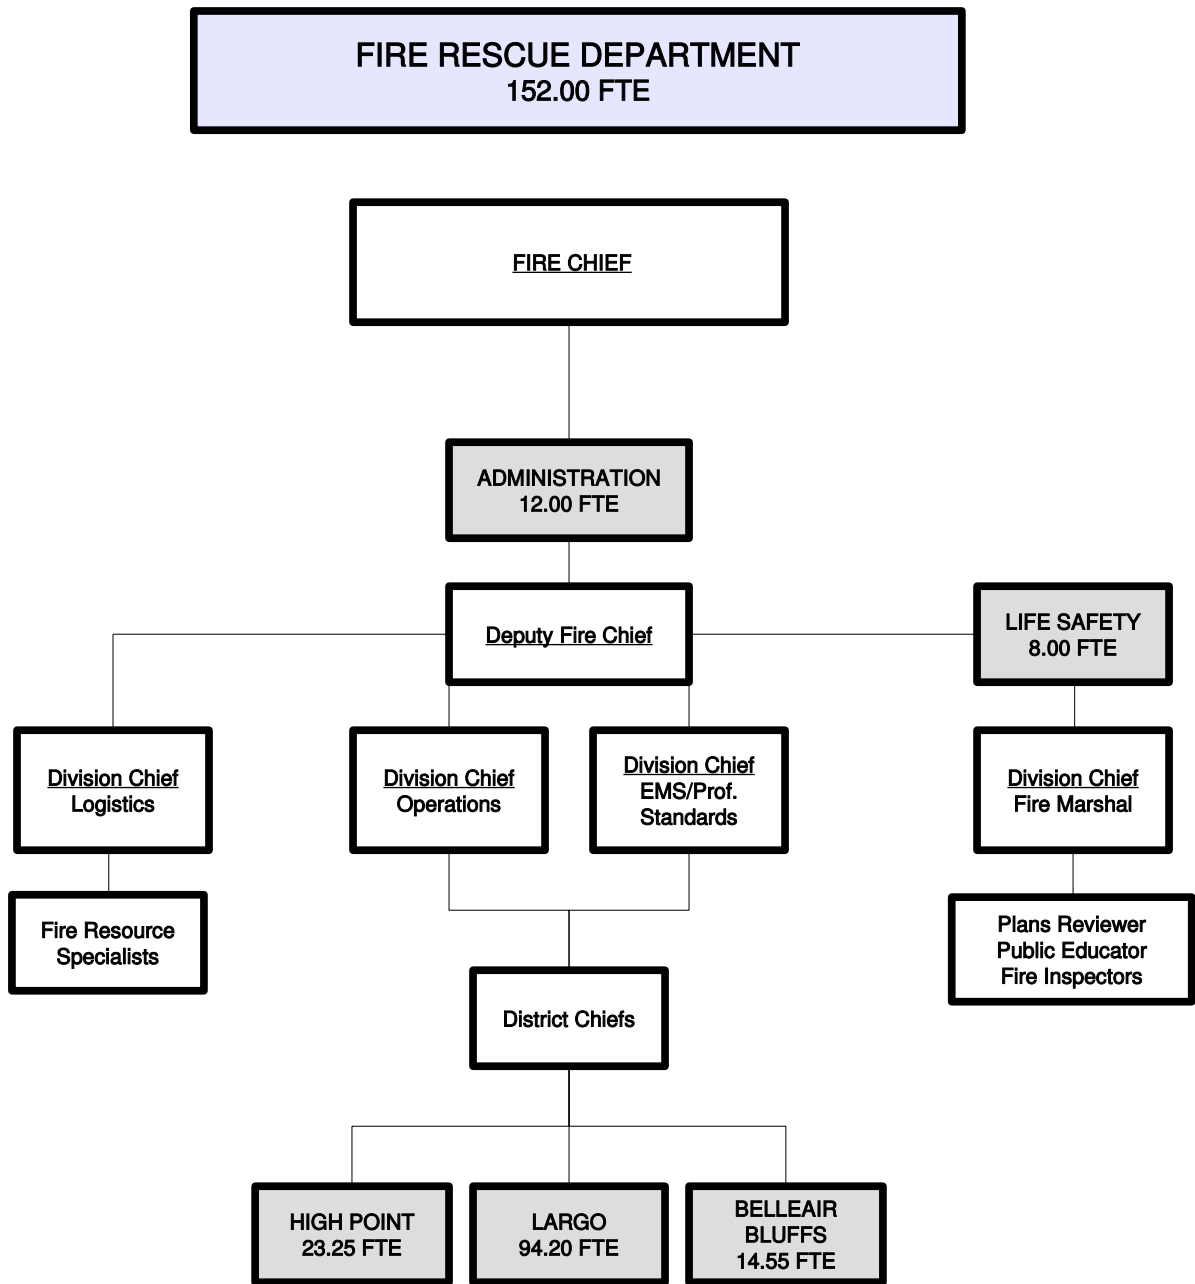 FIRE RESCUE DEPARTMENT
152.00 FTE
FIRE CHIEF
ADMINISTRATION
12.00 FTE
Deputy Fire Chief
LIFE SAFETY
8.00 FTE
Division Chief
Logistics
Division Chief
Operations
Division Chief
EMS/Prof.
Standards
Division Chief
Fire Marshal
Fire Resource
Specialists
Plans Reviewer
Public Educator
Fire Inspectors
District Chiefs
HIGH POINT
23.25 FTE
LARGO
94.20 FTE
BELLEAIR
BLUFFS
14.55 FTE